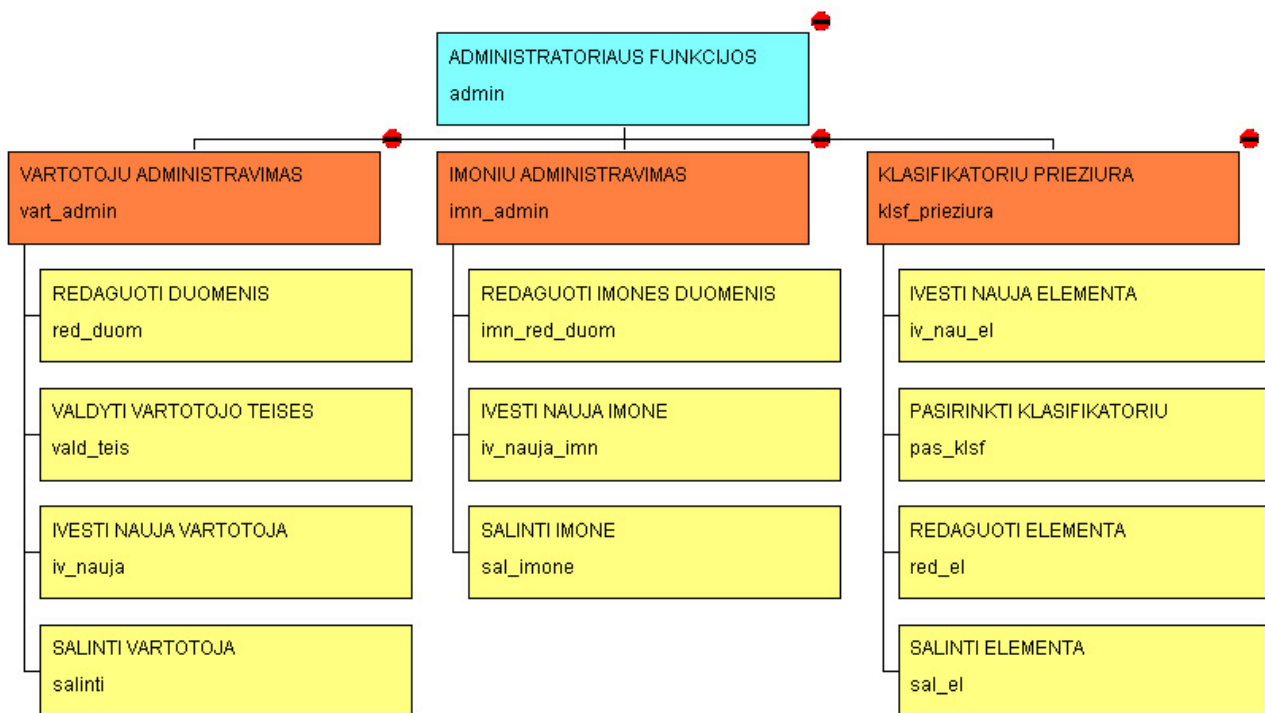 ADMINISTRATORIAUS FUNKCIJOS
admin
VARTOTOJU ADMINISTRAVIMAS
vart_admin
REDAGUOTI DUOMENIS
red_duom
VALDYTI VARTOTOJO TEISES
vald_teis
IVESTI NAUJA VARTOTOJA
iv_nauja
SALINTI VARTOTOJA
salinti
IMONIU ADMINISTRAVIMAS
imn_admin
REDAGUOTI IMONES DUOMENIS
imn_red_duom
IVESTI NAUJA IMONE
iv_nauja_imn
SALINTI IMONE
sal_imone
KLASIFIKATORIU PRIEZIURA
klsf_prieziura
IVESTI NAUJA ELEMENTA
iv_nau_el
PASIRINKTI KLASIFIKATORIU
pas_klsf
REDAGUOTI ELEMENTA
red_el
SALINTI ELEMENTA
sal_el